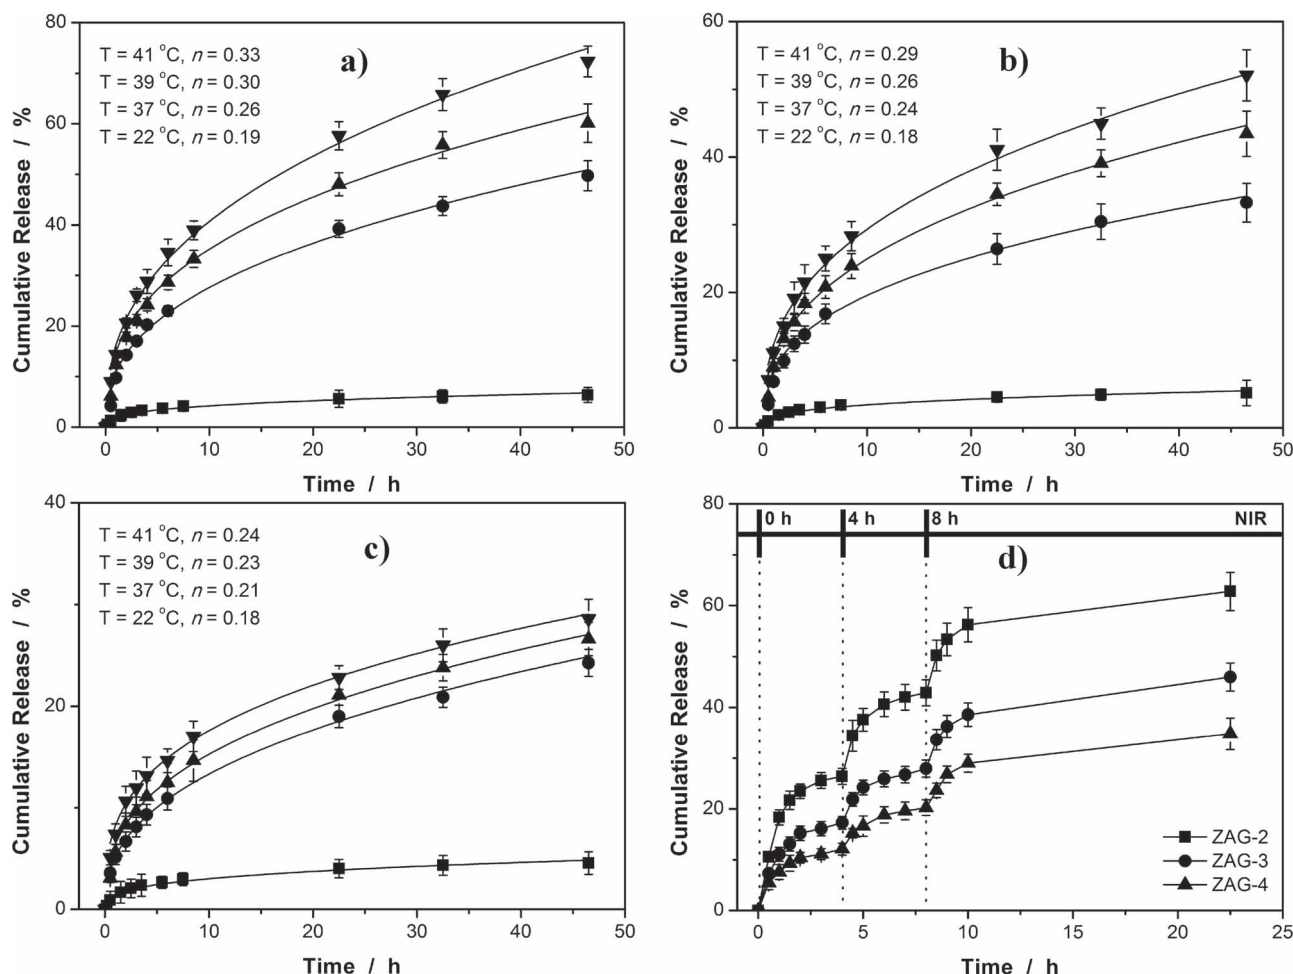 80
60
40
20
0
T = 41 °C, n = 0.33
T = 39 °C, n = 0.30
T = 37 °C, n = 0.26
T = 22 °C, n = 0.19
a)
Cumulative Release / %
0 10 20 30 40 50
Time / h
60
40
20
0
T = 41 °C, n = 0.29
T = 39 °C, n = 0.26
T = 37 °C, n = 0.24
T = 22 °C, n = 0.18
b)
Cumulative Release / %
0 10 20 30 40 50
Time / h
40
20
0
T = 41 °C, n = 0.24
T = 39 °C, n = 0.23
T = 37 °C, n = 0.21
T = 22 °C, n = 0.18
c)
Cumulative Release / %
0 10 20 30 40 50
Time / h
80
60
40
20
0
0 h 4 h 8 h NIR
d)
Cumulative Release / %
ZAG-2
ZAG-3
ZAG-4
0 5 10 15 20 25
Time / h